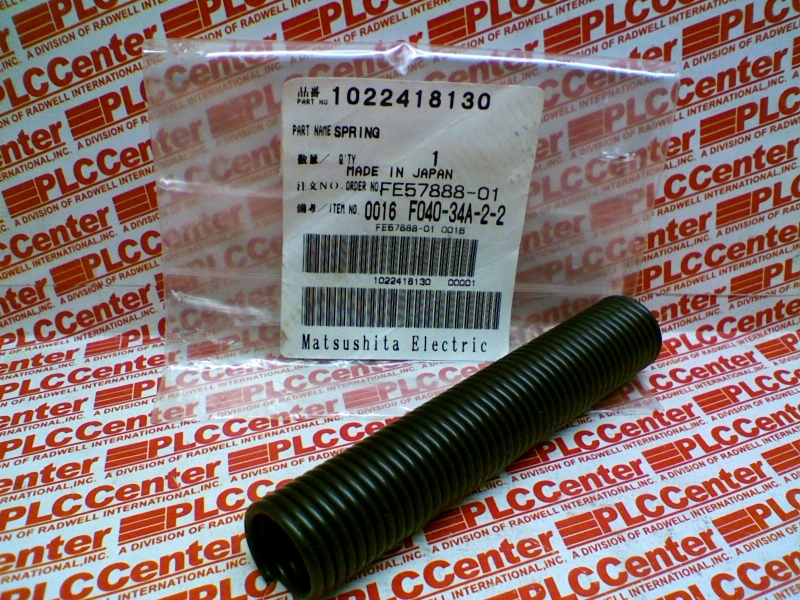 品番 PART NO 1022418130
PART NAME SPRING
数量/Q'TY 1
MADE IN JAPAN
注文NO. ORDER NO. FE57888-01
備考/ITEM NO. 0016 F040-34A-2-2
FE57888-01 0016
1022418130 00001
Matsushita Electric
PLCCenter
A DIVISION OF RADWELL INTERNATIONAL, INC.